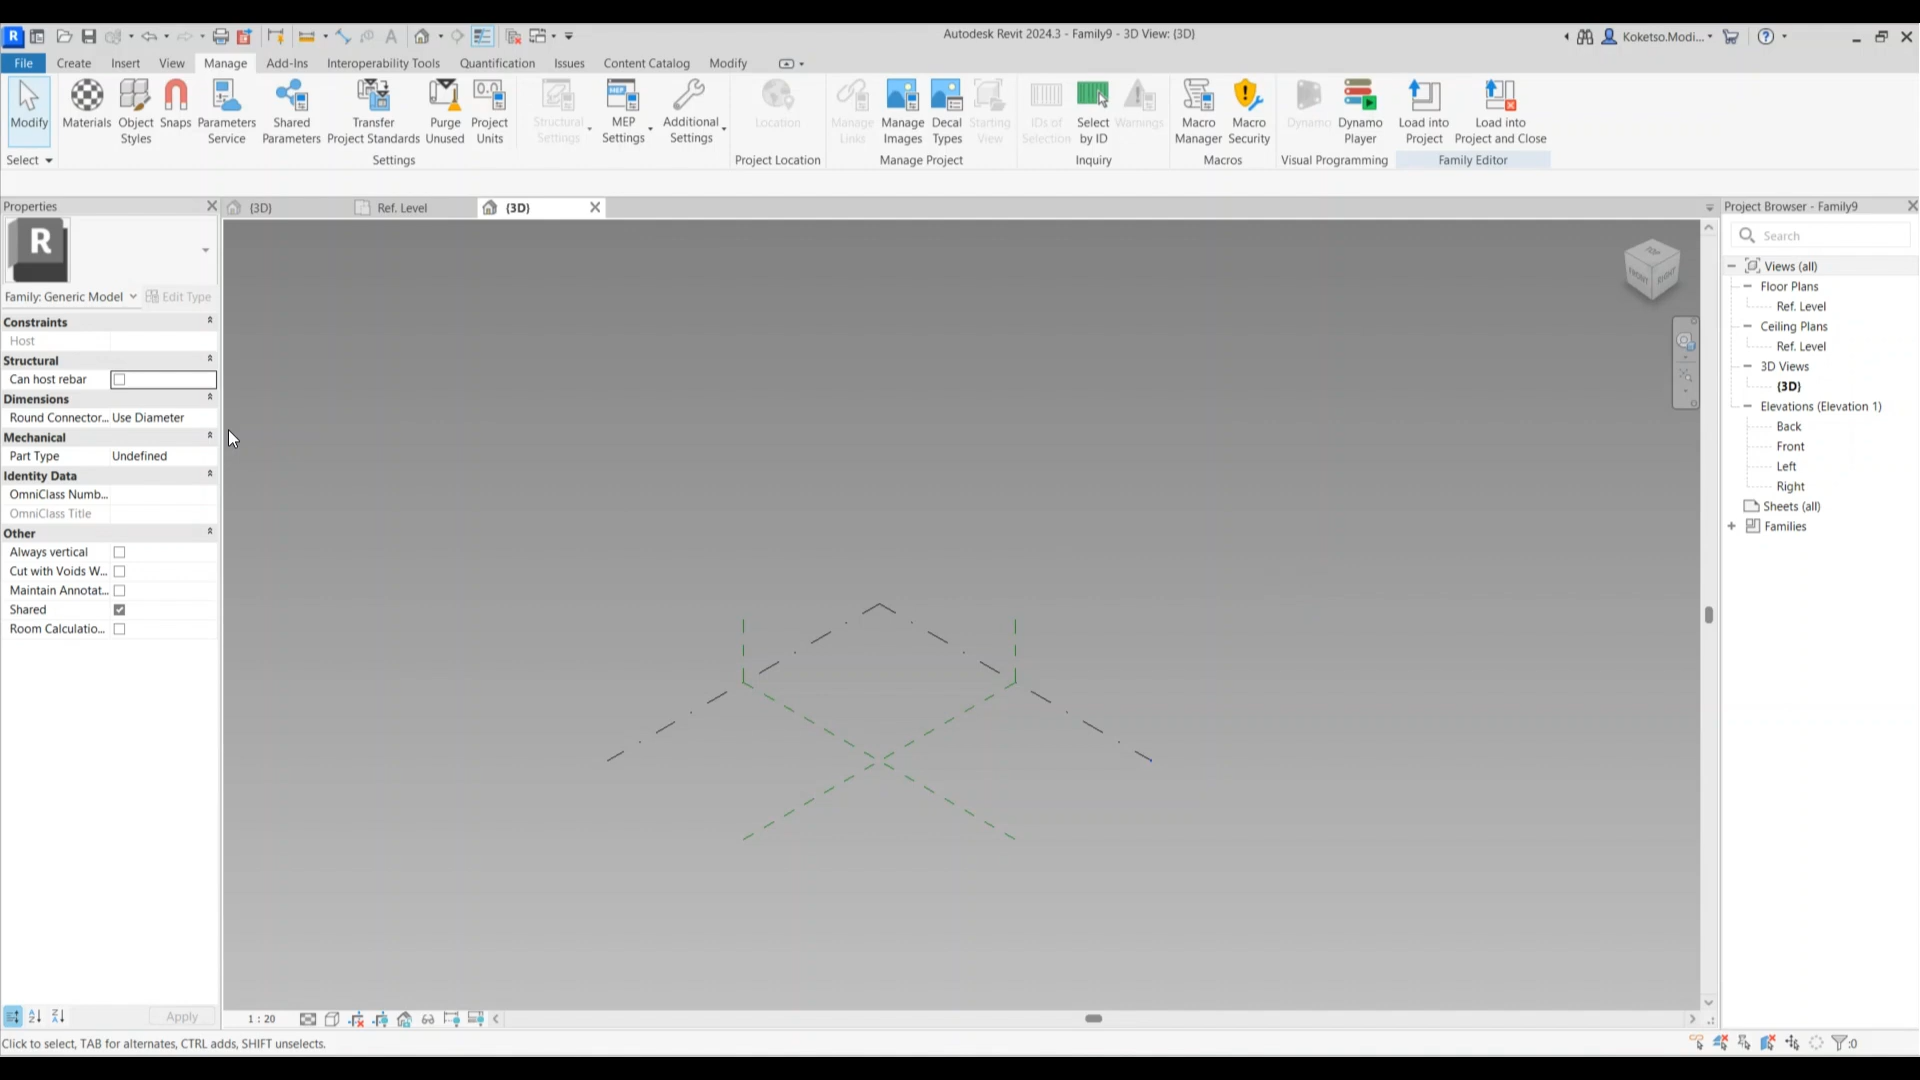 Autodesk Revit 2024.3 - Family9 - 3D View: {3D}
Koketso.Modi...
File Create Insert View Manage Add-Ins Interoperability Tools Quantification Issues Content Catalog Modify
Modify
Materials
Object Styles
Snaps
Parameters Service
Shared Parameters
Transfer Project Standards
Purge Unused
Project Units
Structural Settings
MEP Settings
Additional Settings
Location
Manage Links
Manage Images
Decal Types
Starting View
IDs of Selection
Select by ID
Warnings
Macro Manager
Macro Security
Dynamo
Dynamo Player
Load into Project
Load into Project and Close
Select Settings Project Location Manage Project Inquiry Macros Visual Programming Family Editor
Properties
{3D} Ref. Level {3D}
Project Browser - Family9
R
Search
Family: Generic Model Edit Type
Constraints
Host
Structural
Can host rebar
Dimensions
Round Connector... Use Diameter
Mechanical
Part Type Undefined
Identity Data
OmniClass Numb...
OmniClass Title
Other
Always vertical
Cut with Voids W...
Maintain Annotat...
Shared
Room Calculatio...
Apply
TOP
FRONT
RIGHT
Views (all)
Floor Plans
Ref. Level
Ceiling Plans
Ref. Level
3D Views
{3D}
Elevations (Elevation 1)
Back
Front
Left
Right
Sheets (all)
Families
1 : 20
Click to select, TAB for alternates, CTRL adds, SHIFT unselects.
:0